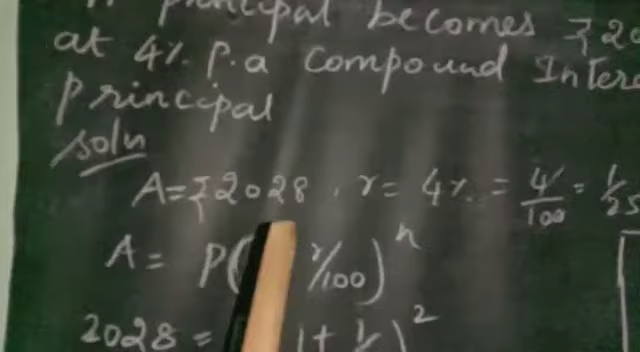 principal becomes ₹20
at 4% p.a compound Intere
principal
soln
A=₹2028, r= 4% = 4/100 = 1/25
A= P( r/100)^n
2028 = 1+ 1/ )^2